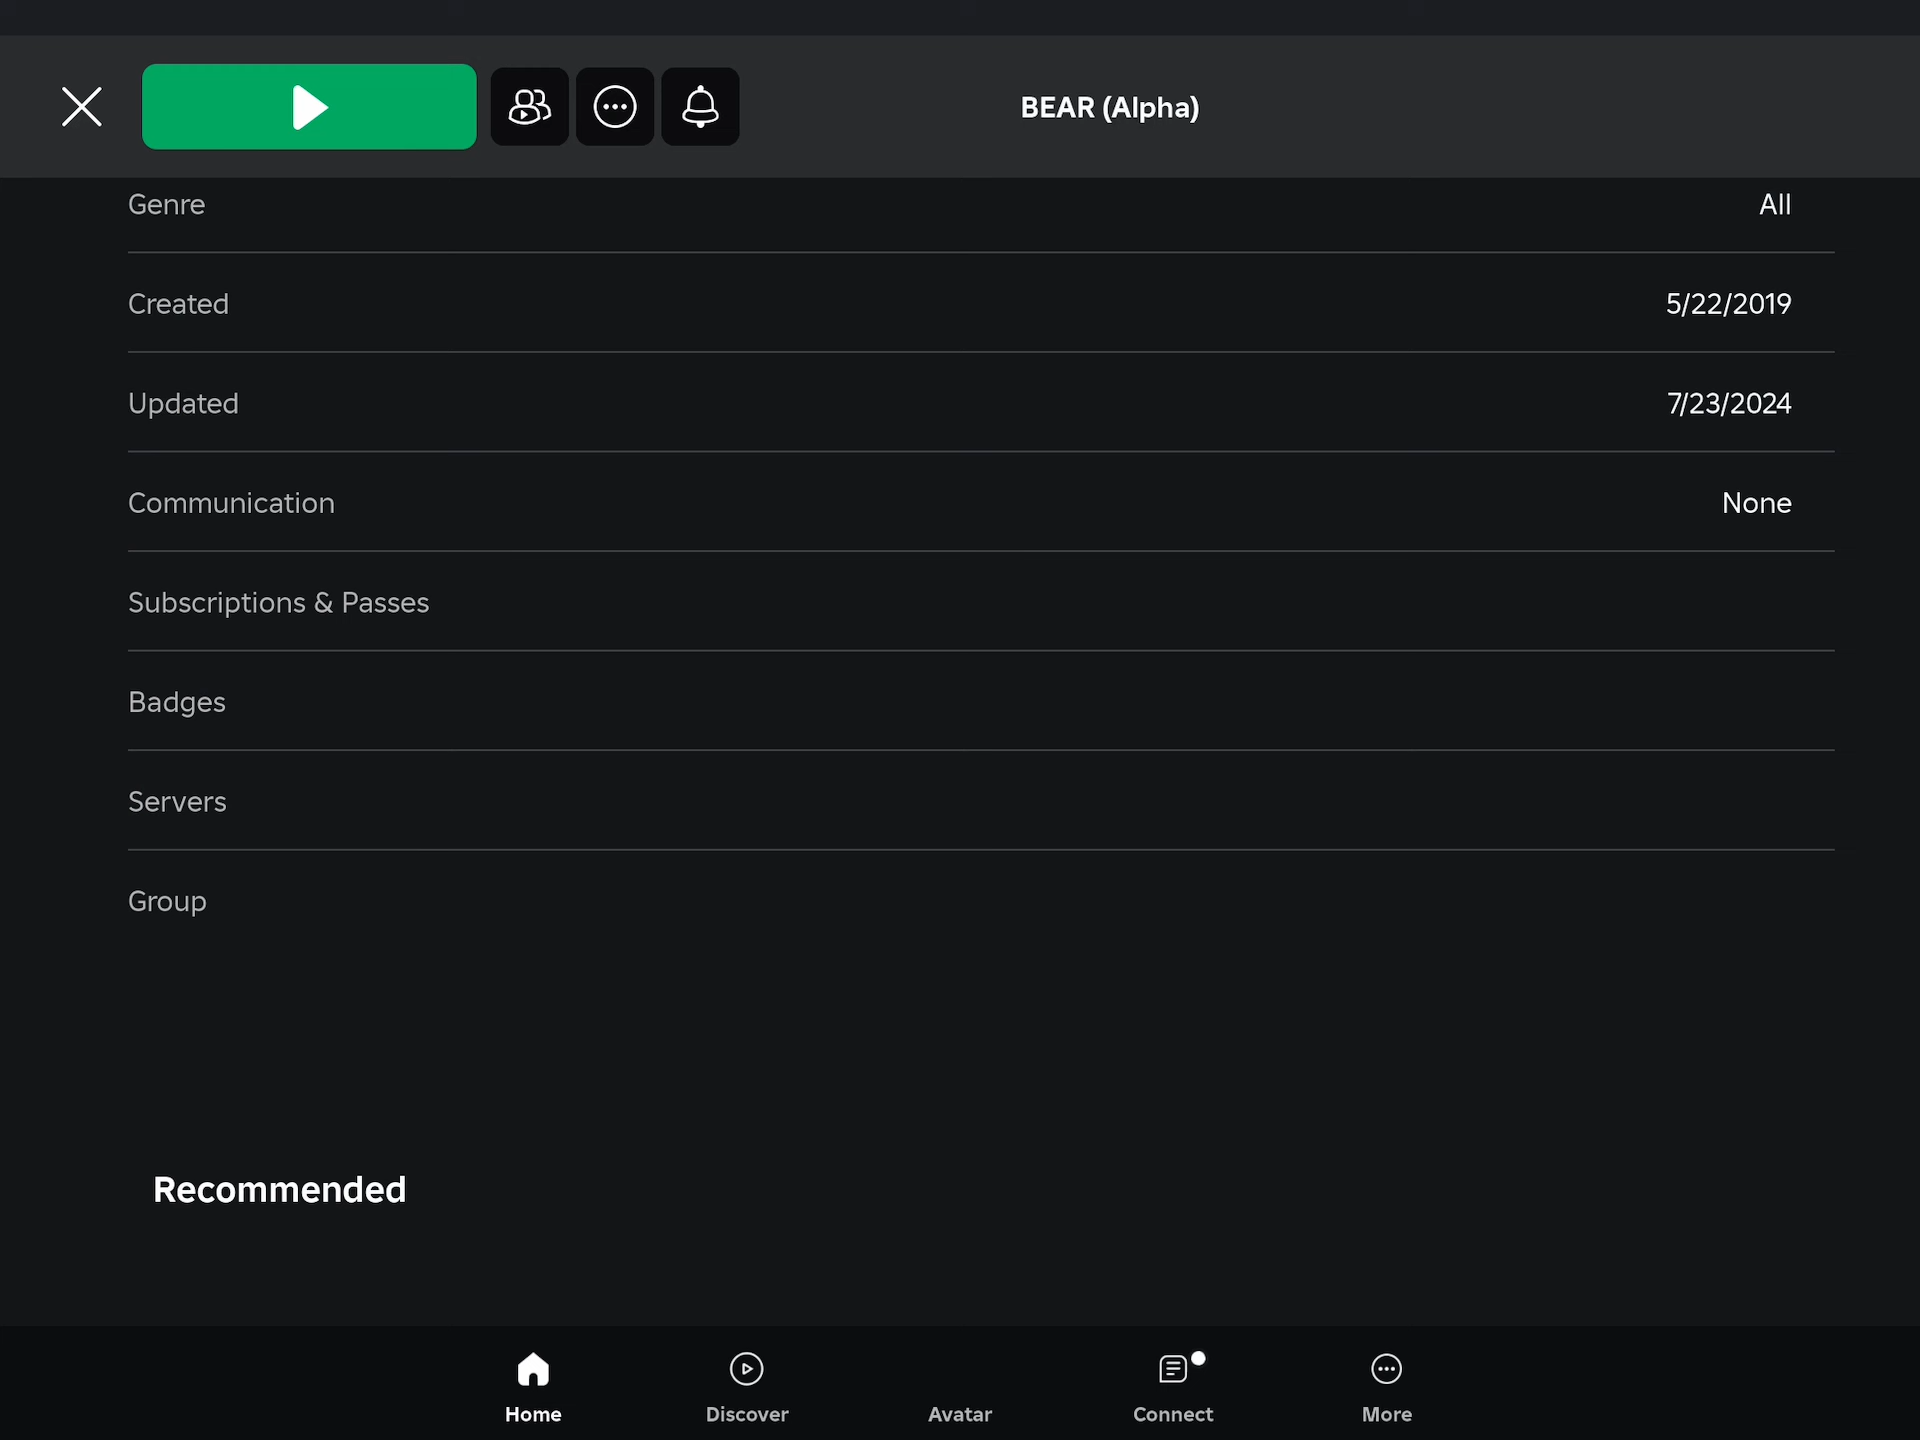 BEAR (Alpha)
Genre All
Created 5/22/2019
Updated 7/23/2024
Communication None
Subscriptions & Passes
Badges
Servers
Group
Recommended
Home Discover Avatar Connect More